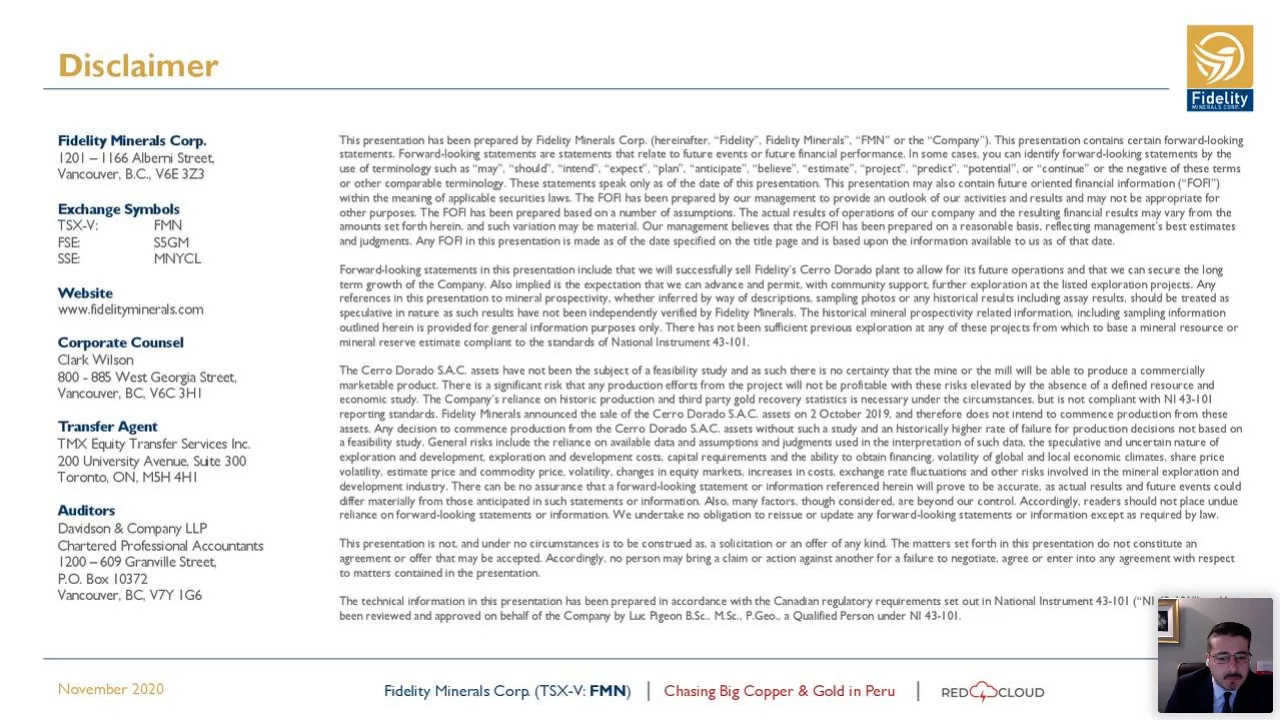 Disclaimer
Fidelity
MINERALS CORP.
Fidelity Minerals Corp.
1201 – 1166 Alberni Street,
Vancouver, B.C., V6E 3Z3
Exchange Symbols
TSX-V: FMN
FSE: S5GM
SSE: MNYCL
Website
www.fidelityminerals.com
Corporate Counsel
Clark Wilson
800 - 885 West Georgia Street,
Vancouver, BC, V6C 3H1
Transfer Agent
TMX Equity Transfer Services Inc.
200 University Avenue, Suite 300
Toronto, ON, M5H 4H1
Auditors
Davidson & Company LLP
Chartered Professional Accountants
1200 – 609 Granville Street,
P.O. Box 10372
Vancouver, BC, V7Y 1G6
This presentation has been prepared by Fidelity Minerals Corp. (hereinafter, “Fidelity”, Fidelity Minerals”, “FMN” or the “Company”). This presentation contains certain forward-looking
statements. Forward-looking statements are statements that relate to future events or future financial performance. In some cases, you can identify forward-looking statements by the
use of terminology such as “may”, “should”, “intend”, “expect”, “plan”, “anticipate”, “believe”, “estimate”, “project”, “predict”, “potential”, or “continue” or the negative of these terms
or other comparable terminology. These statements speak only as of the date of this presentation. This presentation may also contain future oriented financial information (“FOFI”)
within the meaning of applicable securities laws. The FOFI has been prepared by our management to provide an outlook of our activities and results and may not be appropriate for
other purposes. The FOFI has been prepared based on a number of assumptions. The actual results of operations of our company and the resulting financial results may vary from the
amounts set forth herein, and such variation may be material. Our management believes that the FOFI has been prepared on a reasonable basis, reflecting management’s best estimates
and judgments. Any FOFI in this presentation is made as of the date specified on the title page and is based upon the information available to us as of that date.
Forward-looking statements in this presentation include that we will successfully sell Fidelity’s Cerro Dorado plant to allow for its future operations and that we can secure the long
term growth of the Company. Also implied is the expectation that we can advance and permit, with community support, further exploration at the listed exploration projects. Any
references in this presentation to mineral prospectivity, whether inferred by way of descriptions, sampling photos or any historical results including assay results, should be treated as
speculative in nature as such results have not been independently verified by Fidelity Minerals. The historical mineral prospectivity related information, including sampling information
outlined herein is provided for general information purposes only. There has not been sufficient previous exploration at any of these projects from which to base a mineral resource or
mineral reserve estimate compliant to the standards of National Instrument 43-101.
The Cerro Dorado S.A.C. assets have not been the subject of a feasibility study and as such there is no certainty that the mine or the mill will be able to produce a commercially
marketable product. There is a significant risk that any production efforts from the project will not be profitable with these risks elevated by the absence of a defined resource and
economic study. The Company’s reliance on historic production and third party gold recovery statistics is necessary under the circumstances, but is not compliant with NI 43-101
reporting standards. Fidelity Minerals announced the sale of the Cerro Dorado S.A.C. assets on 2 October 2019, and therefore does not intend to commence production from these
assets. Any decision to commence production from the Cerro Dorado S.A.C. assets without such a study and an historically higher rate of failure for production decisions not based on
a feasibility study. General risks include the reliance on available data and assumptions and judgments used in the interpretation of such data, the speculative and uncertain nature of
exploration and development, exploration and development costs, capital requirements and the ability to obtain financing, volatility of global and local economic climates, share price
volatility, estimate price and commodity price, volatility, changes in equity markets, increases in costs, exchange rate fluctuations and other risks involved in the mineral exploration and
development industry. There can be no assurance that a forward-looking statement or information referenced herein will prove to be accurate, as actual results and future events could
differ materially from those anticipated in such statements or information. Also, many factors, though considered, are beyond our control. Accordingly, readers should not place undue
reliance on forward-looking statements or information. We undertake no obligation to reissue or update any forward-looking statements or information except as required by law.
This presentation is not, and under no circumstances is to be construed as, a solicitation or an offer of any kind. The matters set forth in this presentation do not constitute an
agreement or offer that may be accepted. Accordingly, no person may bring a claim or action against another for a failure to negotiate, agree or enter into any agreement with respect
to matters contained in the presentation.
The technical information in this presentation has been prepared in accordance with the Canadian regulatory requirements set out in National Instrument 43-101 (“NI
been reviewed and approved on behalf of the Company by Luc Pigeon B.Sc., M.Sc., P.Geo., a Qualified Person under NI 43-101.
November 2020
Fidelity Minerals Corp. (TSX-V: FMN) | Chasing Big Copper & Gold in Peru | RED CLOUD